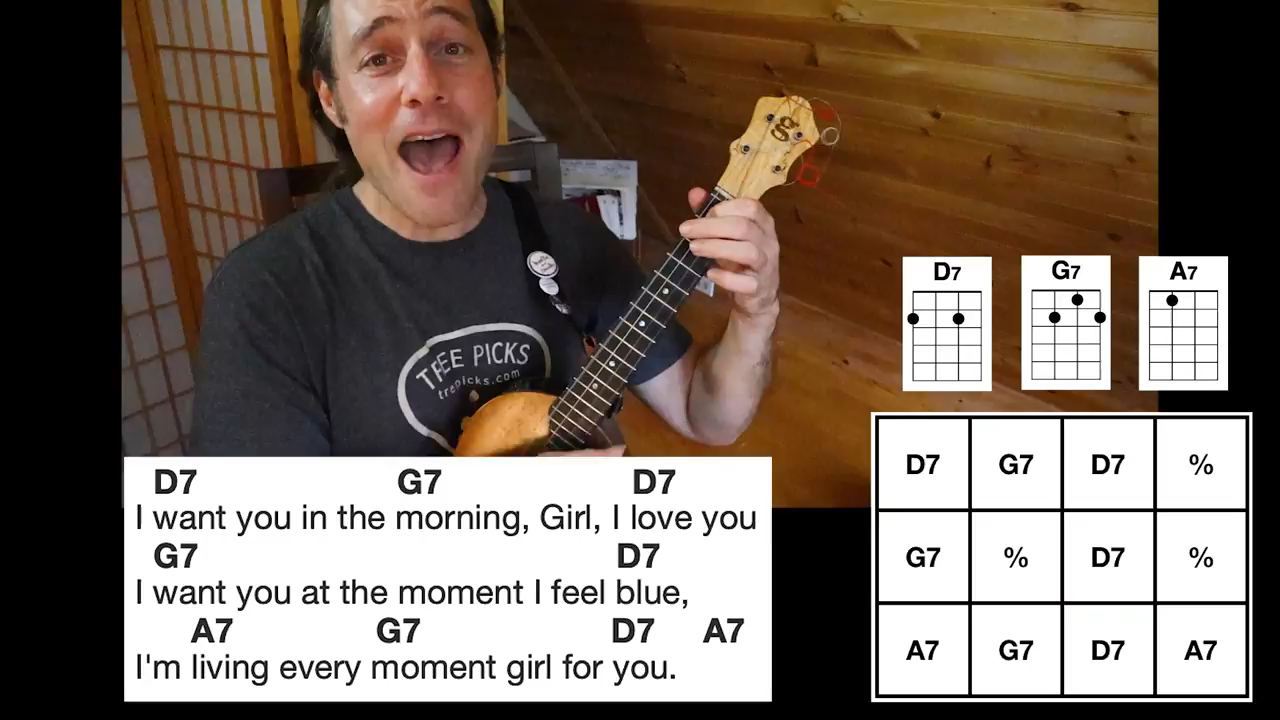 g
TREE PICKS
treepicks.com
D7 G7 A7
D7 G7 D7
I want you in the morning, Girl, I love you
G7 D7
I want you at the moment I feel blue,
A7 G7 D7 A7
I'm living every moment girl for you.
D7 G7 D7 %
G7 % D7 %
A7 G7 D7 A7